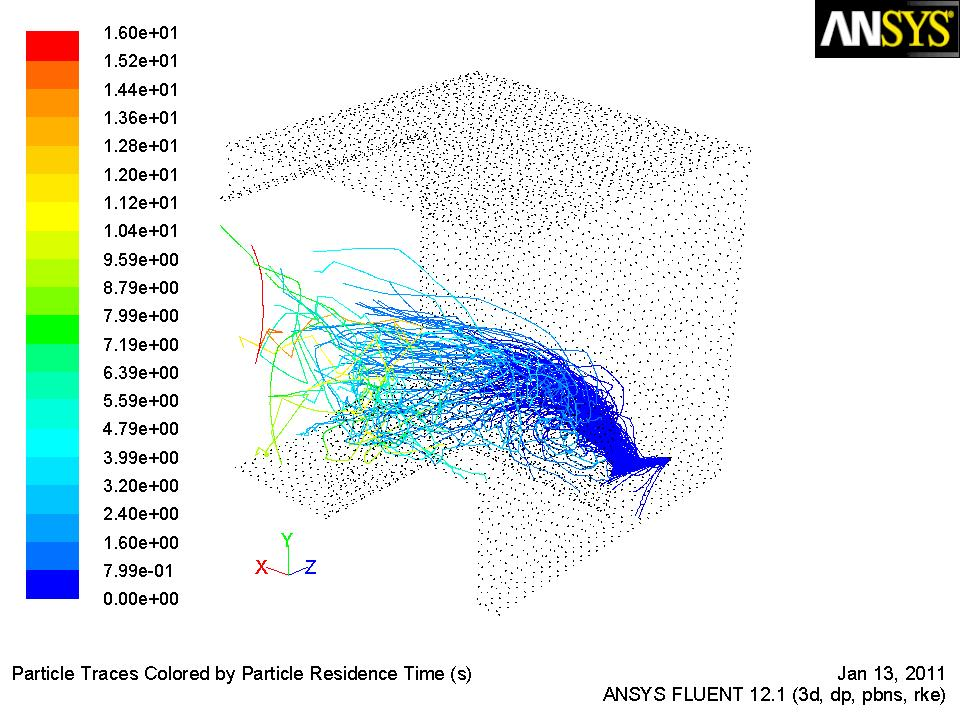 ANSYS
1.60e+01
1.52e+01
1.44e+01
1.36e+01
1.28e+01
1.20e+01
1.12e+01
1.04e+01
9.59e+00
8.79e+00
7.99e+00
7.19e+00
6.39e+00
5.59e+00
4.79e+00
3.99e+00
3.20e+00
2.40e+00
1.60e+00
7.99e-01
0.00e+00
Y
X Z
Particle Traces Colored by Particle Residence Time (s)
Jan 13, 2011
ANSYS FLUENT 12.1 (3d, dp, pbns, rke)